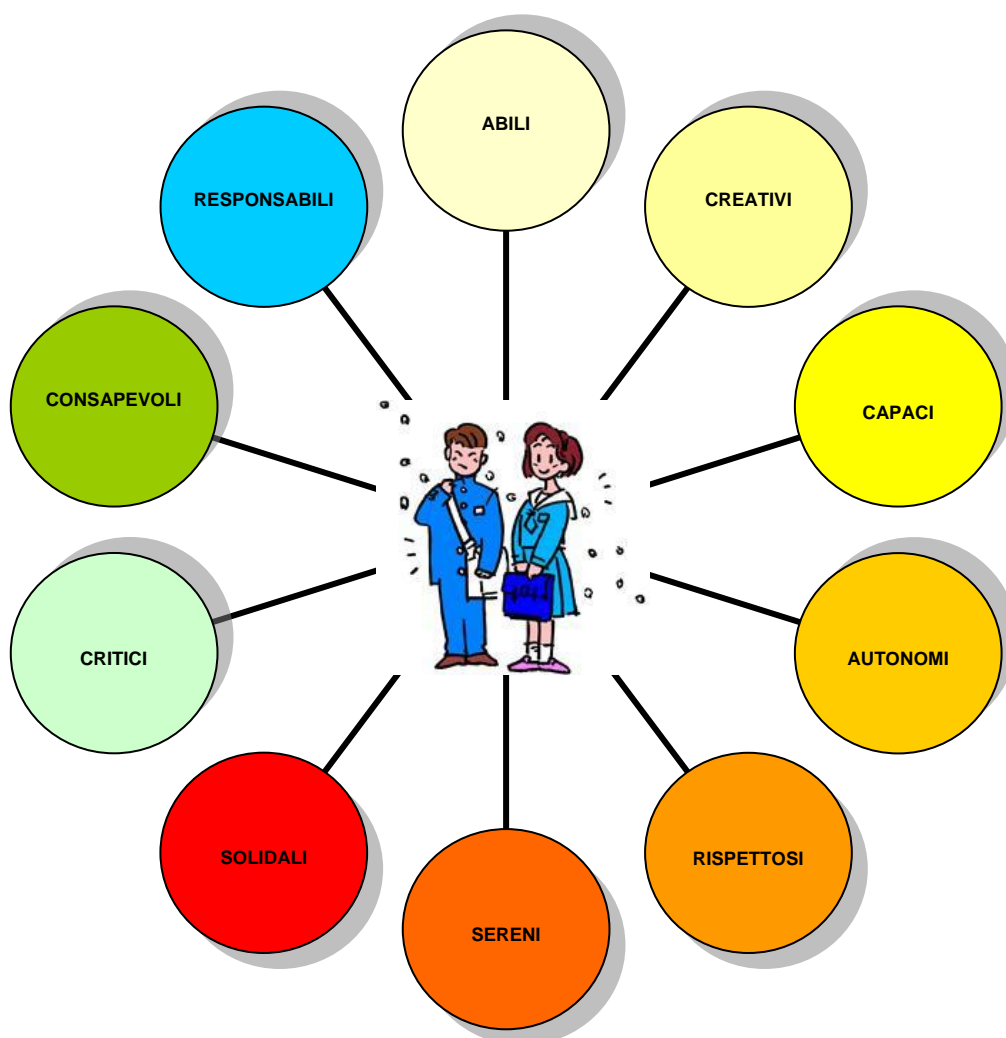 ABILI
CREATIVI
CAPACI
AUTONOMI
RISPETTOSI
SERENI
SOLIDALI
CRITICI
CONSAPEVOLI
RESPONSABILI